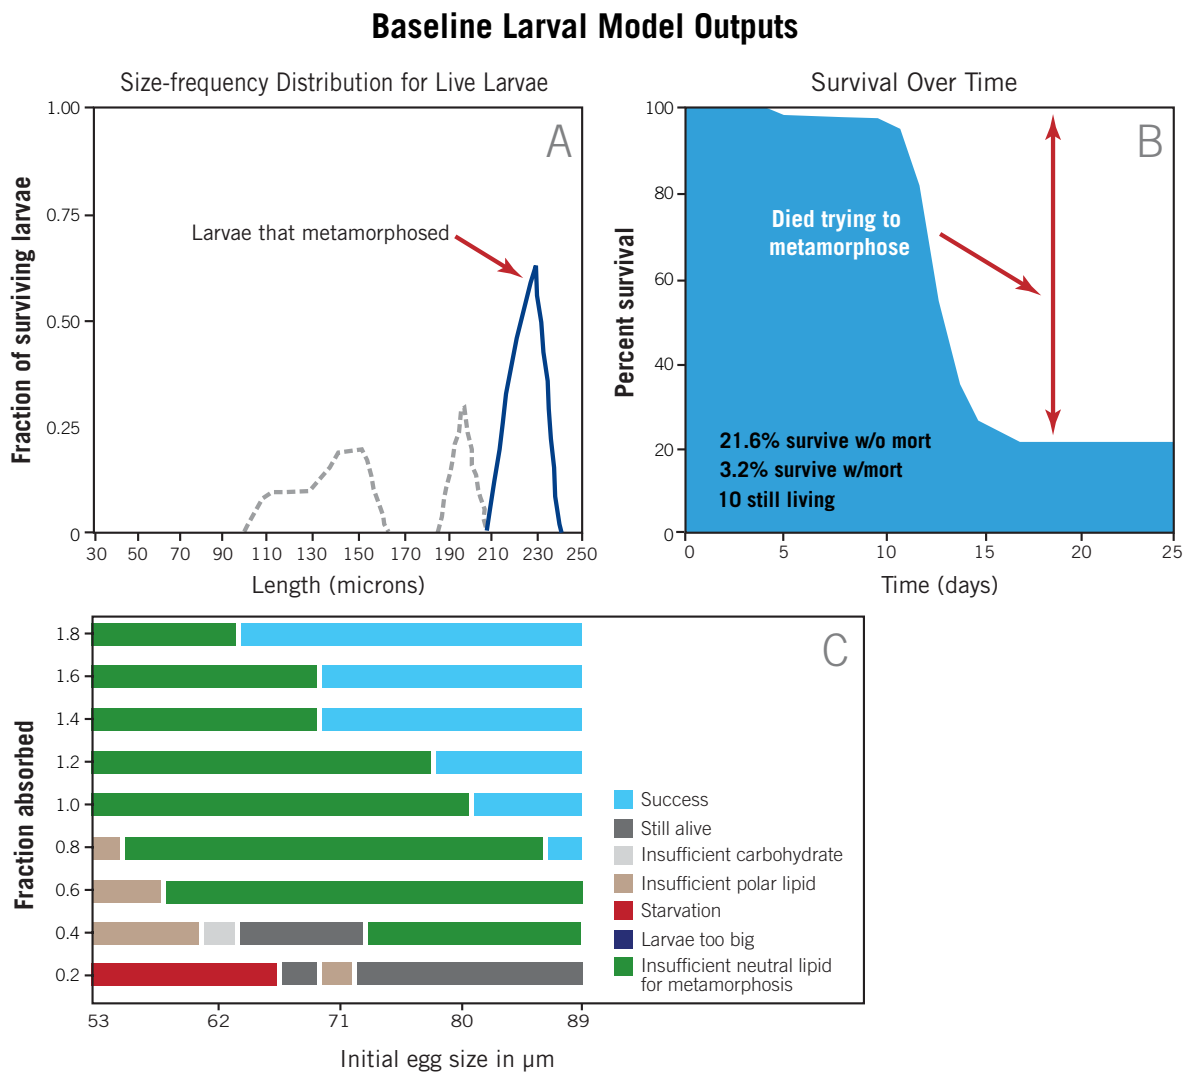 Baseline Larval Model Outputs
Size-frequency Distribution for Live Larvae
A
Fraction of surviving larvae
1.00
0.75
0.50
0.25
0
Larvae that metamorphosed
30 50 70 90 110 130 150 170 190 210 230 250
Length (microns)
Survival Over Time
B
Percent survival
100
80
60
40
20
0
Died trying to
metamorphose
21.6% survive w/o mort
3.2% survive w/mort
10 still living
0 5 10 15 20 25
Time (days)
C
Fraction absorbed
1.8
1.6
1.4
1.2
1.0
0.8
0.6
0.4
0.2
Success
Still alive
Insufficient carbohydrate
Insufficient polar lipid
Starvation
Larvae too big
Insufficient neutral lipid
for metamorphosis
53 62 71 80 89
Initial egg size in µm